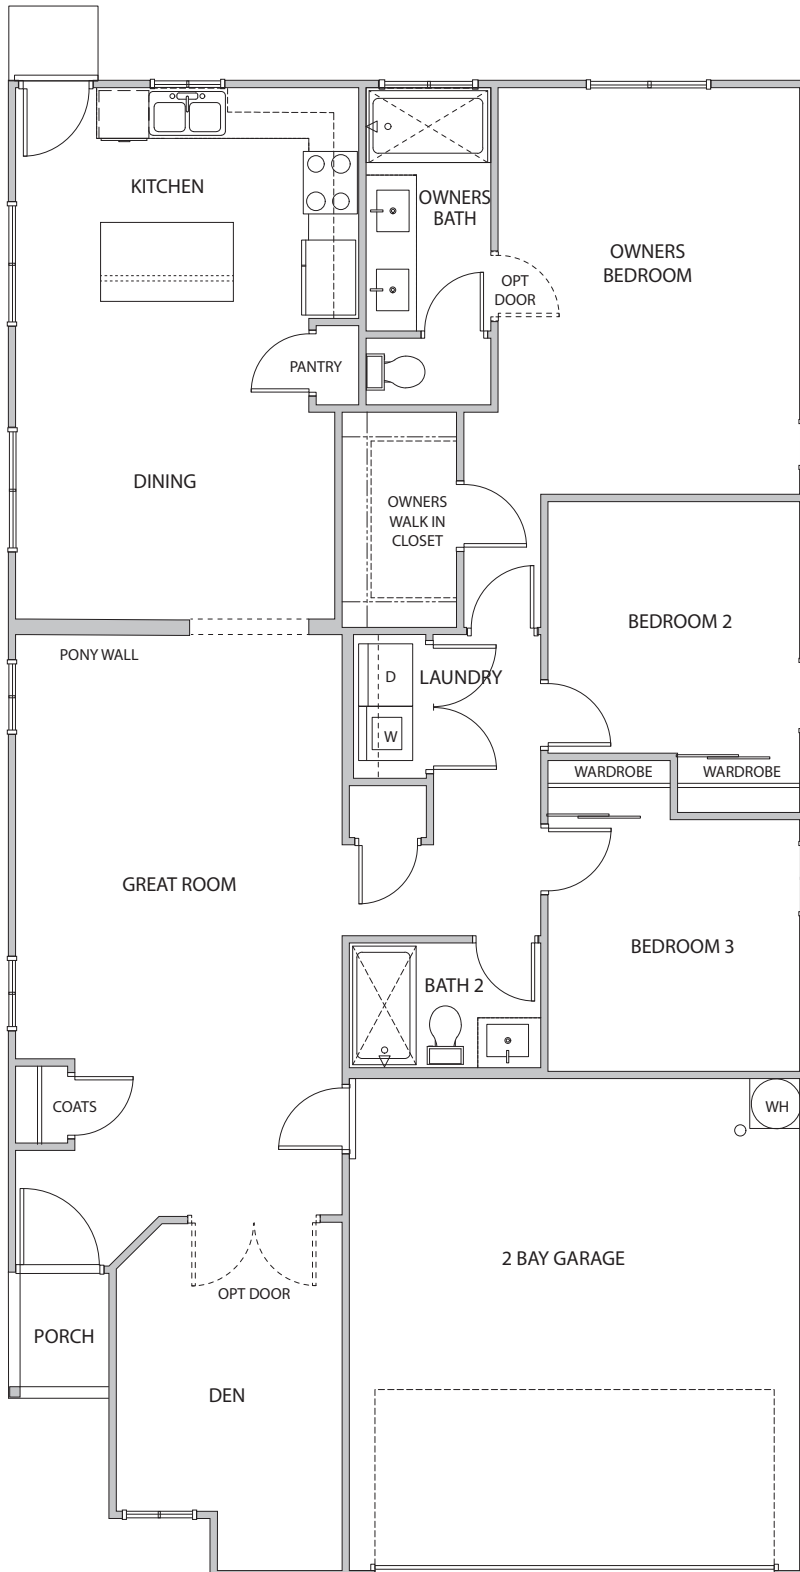 KITCHEN
OWNERS
BATH
OWNERS
BEDROOM
OPT
DOOR
PANTRY
DINING
OWNERS
WALK IN
CLOSET
BEDROOM 2
PONY WALL
D
LAUNDRY
W
WARDROBE
WARDROBE
GREAT ROOM
BEDROOM 3
BATH 2
COATS
WH
2 BAY GARAGE
OPT DOOR
PORCH
DEN